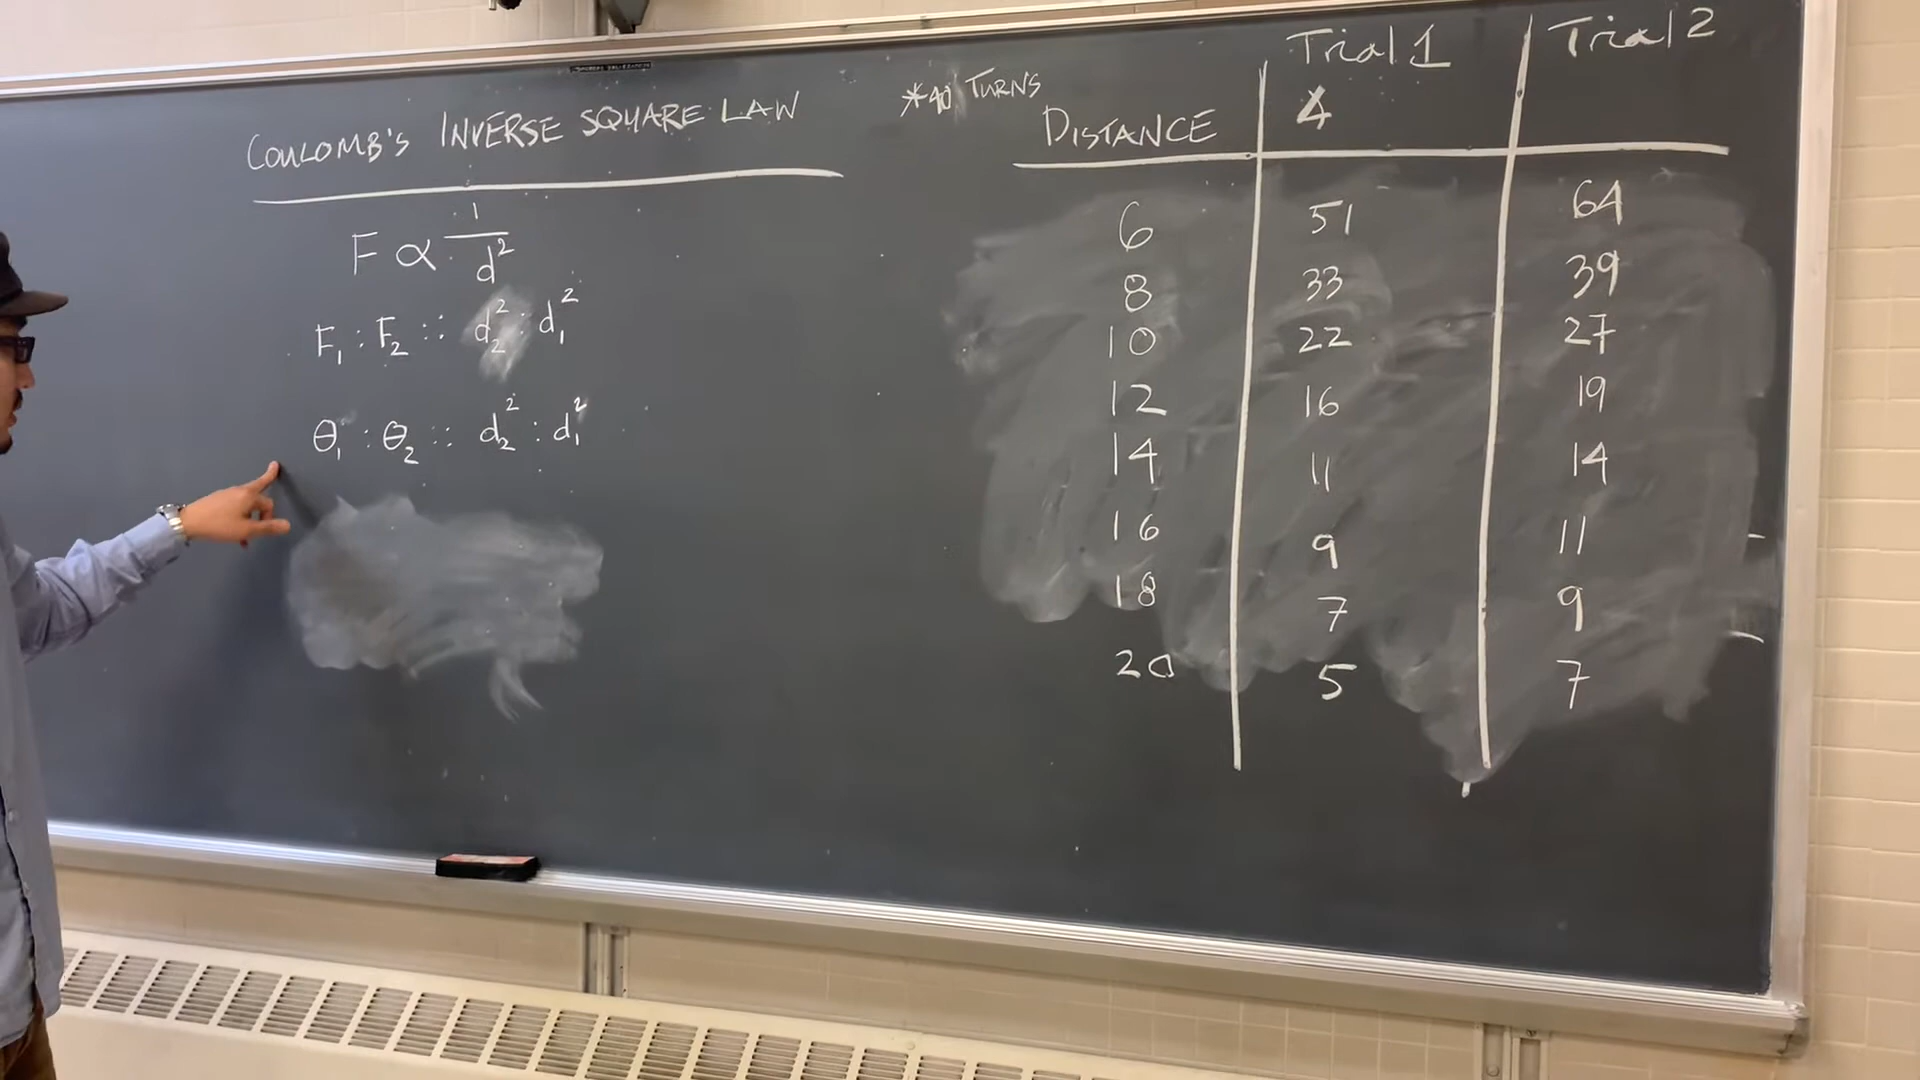 COULOMB'S INVERSE SQUARE LAW
F ∝ 1/d²
F₁ : F₂ :: d₂² : d₁²
θ₁ : θ₂ :: d₂² : d₁²
*40 TURNS
DISTANCE Trial 1 Trial 2
4
6 51 64
8 33 39
10 22 27
12 16 19
14 11 14
16 9 11
18 7 9
20 5 7